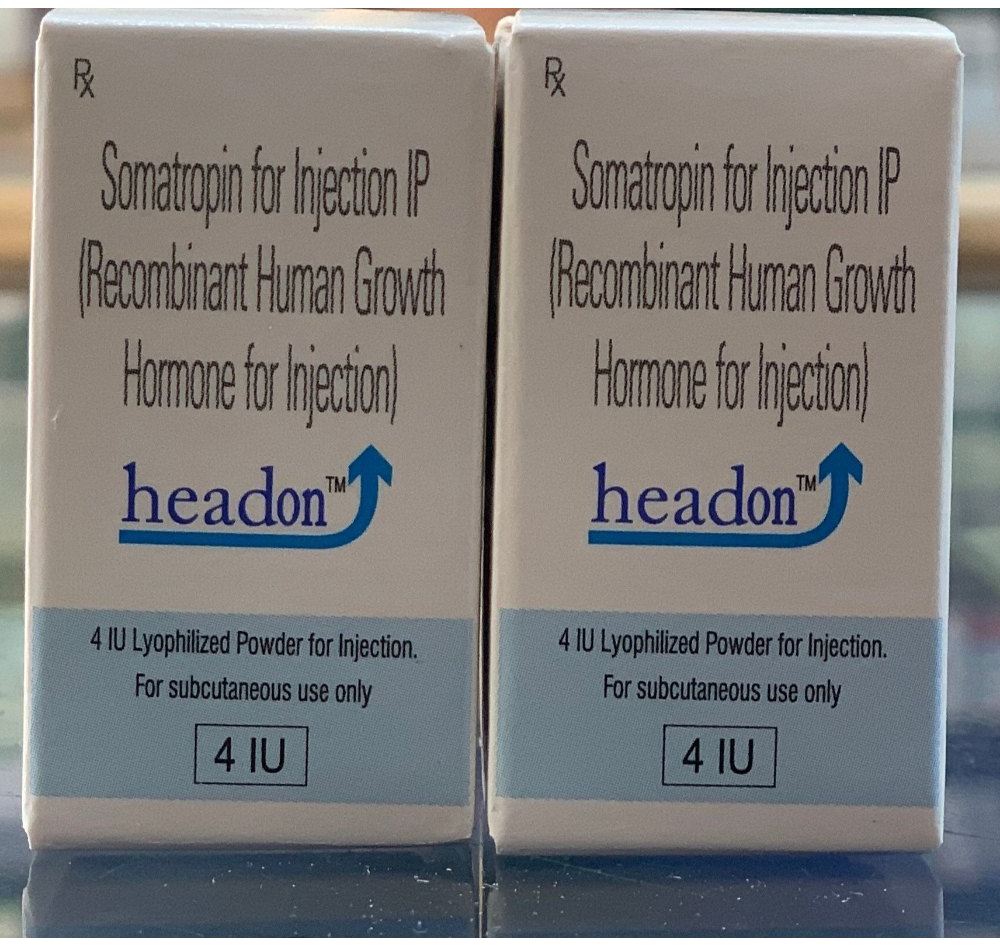 Rx
Somatropin for Injection IP
(Recombinant Human Growth
Hormone for Injection)
headon™
4 IU Lyophilized Powder for Injection.
For subcutaneous use only
4 IU
Rx
Somatropin for Injection IP
(Recombinant Human Growth
Hormone for Injection)
headon™
4 IU Lyophilized Powder for Injection.
For subcutaneous use only
4 IU